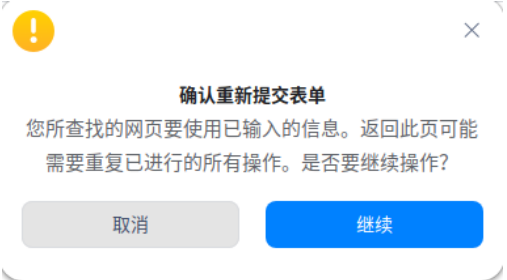 确认重新提交表单
您所查找的网页要使用已输入的信息。返回此页可能
需要重复已进行的所有操作。是否要继续操作?
取消
继续